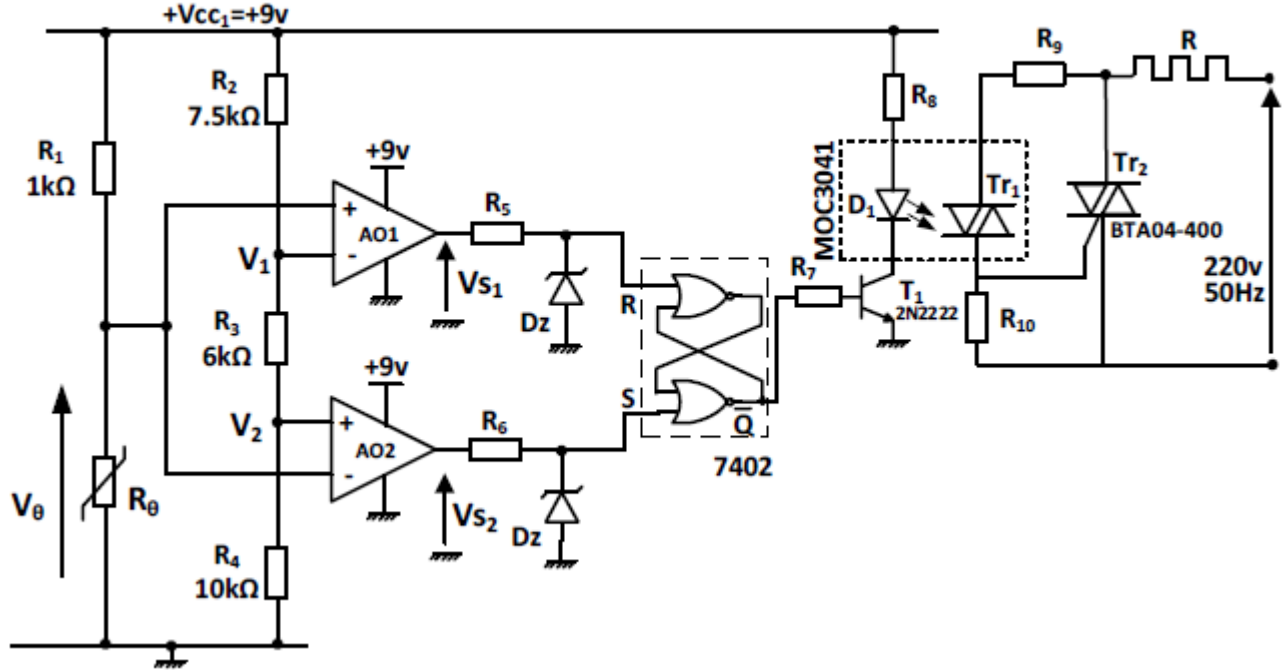 +Vcc₁=+9v
R₂
7.5kΩ
R₁
1kΩ
+9v
+
-
AO1
V₁
Vs₁
R₅
Dz
R₃
6kΩ
+9v
V₂
+
-
AO2
Vs₂
R₆
Dz
Vθ
Rθ
R₄
10kΩ
R
S
Q̅
7402
R₇
R₈
D₁
MOC3041
Tr₁
T₁
2N2222
R₉
R
Tr₂
BTA04-400
R₁₀
220v
50Hz